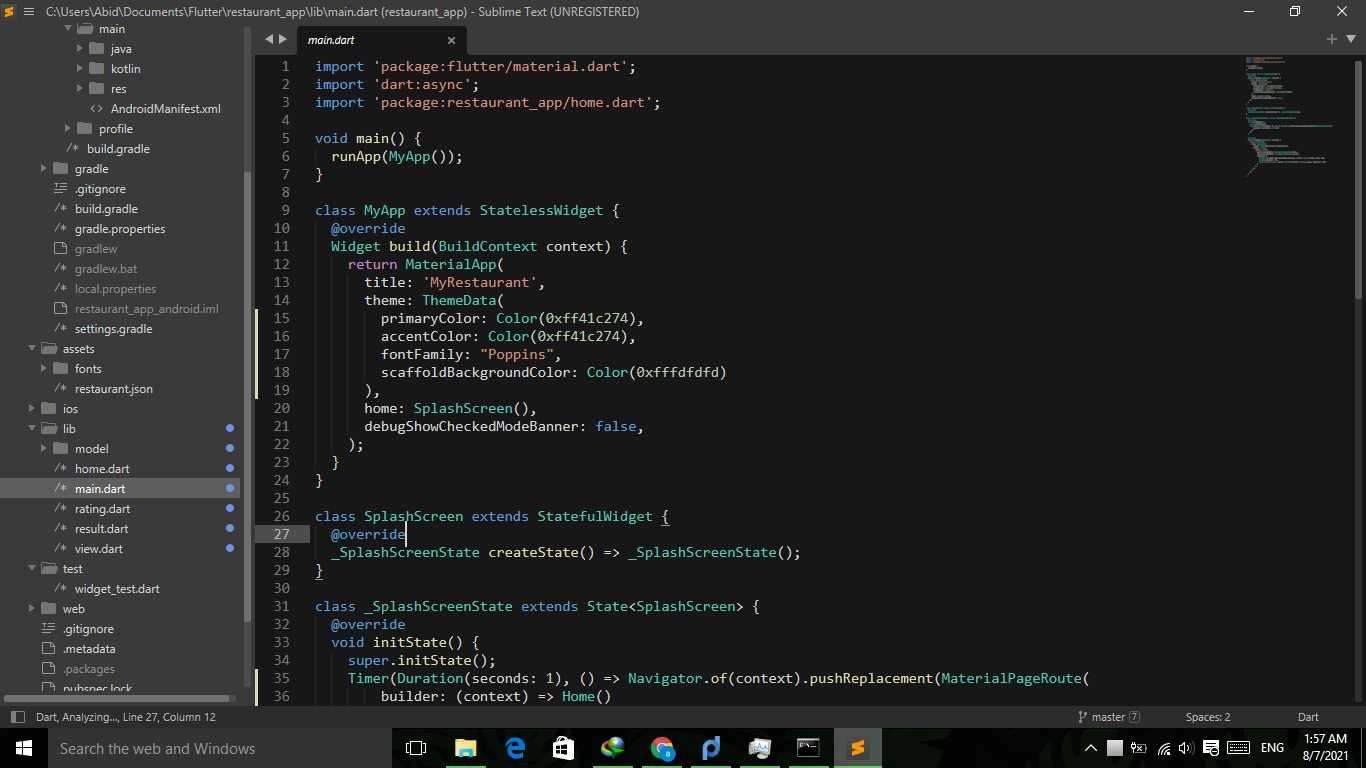 C:\Users\Abid\Documents\Flutter\restaurant_app\lib\main.dart (restaurant_app) - Sublime Text (UNREGISTERED)
main
java
kotlin
res
<> AndroidManifest.xml
profile
/* build.gradle
gradle
.gitignore
/* build.gradle
/* gradle.properties
gradlew
/* gradlew.bat
/* local.properties
restaurant_app_android.iml
/* settings.gradle
assets
fonts
/* restaurant.json
ios
lib
model
/* home.dart
/* main.dart
/* rating.dart
/* result.dart
/* view.dart
test
/* widget_test.dart
web
.gitignore
.metadata
.packages
pubspec.lock
main.dart
1 import 'package:flutter/material.dart';
2 import 'dart:async';
3 import 'package:restaurant_app/home.dart';
4
5 void main() {
6 runApp(MyApp());
7 }
8
9 class MyApp extends StatelessWidget {
10 @override
11 Widget build(BuildContext context) {
12 return MaterialApp(
13 title: 'MyRestaurant',
14 theme: ThemeData(
15 primaryColor: Color(0xff41c274),
16 accentColor: Color(0xff41c274),
17 fontFamily: "Poppins",
18 scaffoldBackgroundColor: Color(0xfffdfdfd)
19 ),
20 home: SplashScreen(),
21 debugShowCheckedModeBanner: false,
22 );
23 }
24 }
25
26 class SplashScreen extends StatefulWidget {
27 @override
28 _SplashScreenState createState() => _SplashScreenState();
29 }
30
31 class _SplashScreenState extends State<SplashScreen> {
32 @override
33 void initState() {
34 super.initState();
35 Timer(Duration(seconds: 1), () => Navigator.of(context).pushReplacement(MaterialPageRoute(
36 builder: (context) => Home()
Dart, Analyzing..., Line 27, Column 12
master 7
Spaces: 2
Dart
Search the web and Windows
ENG
1:57 AM
8/7/2021